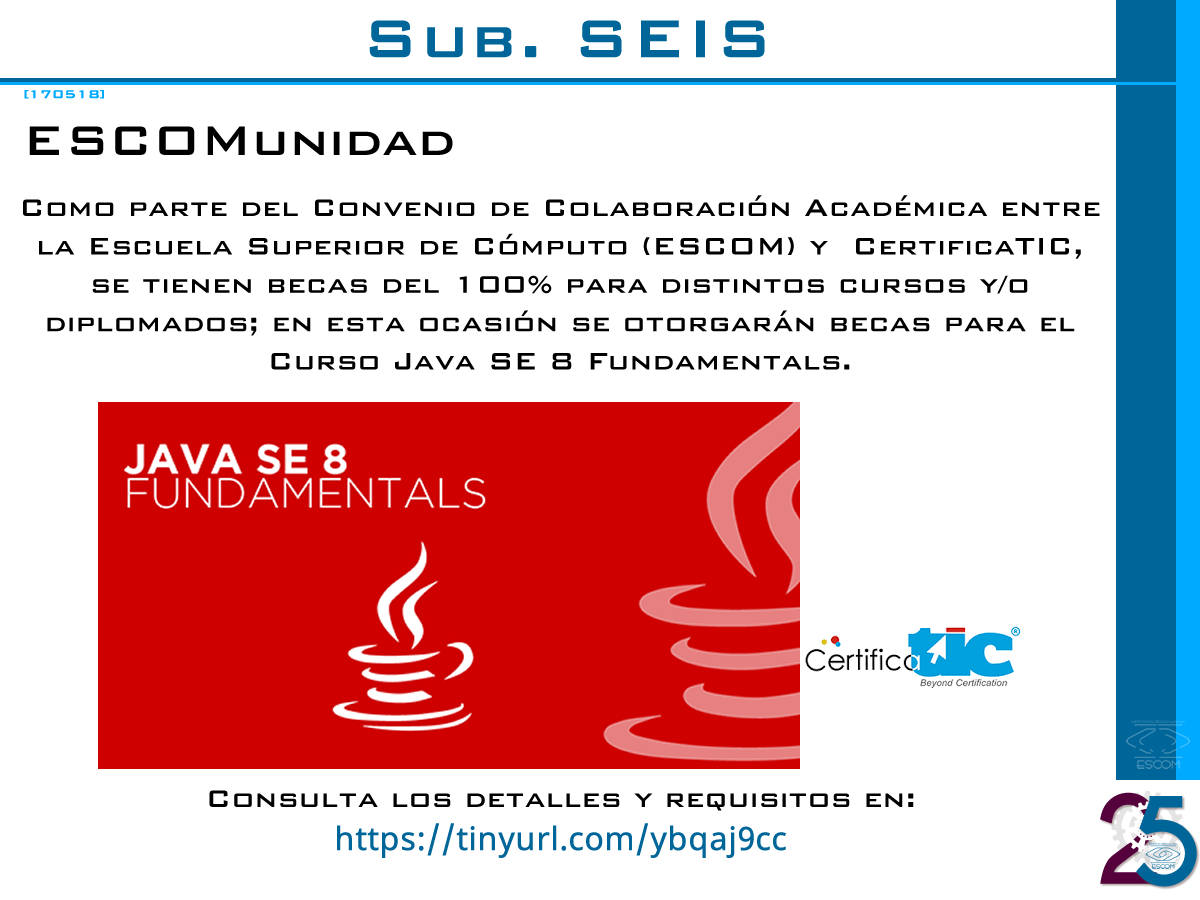 Sub. SEIS
[170518]
ESCOMunidad
Como parte del Convenio de Colaboración Académica entre
la Escuela Superior de Cómputo (ESCOM) y CertificaTIC,
se tienen becas del 100% para distintos cursos y/o
diplomados; en esta ocasión se otorgarán becas para el
Curso Java SE 8 Fundamentals.
JAVA SE 8
FUNDAMENTALS
Certificatic®
Beyond Certification
ESCOM
Consulta los detalles y requisitos en:
https://tinyurl.com/ybqaj9cc
25
ESCOM